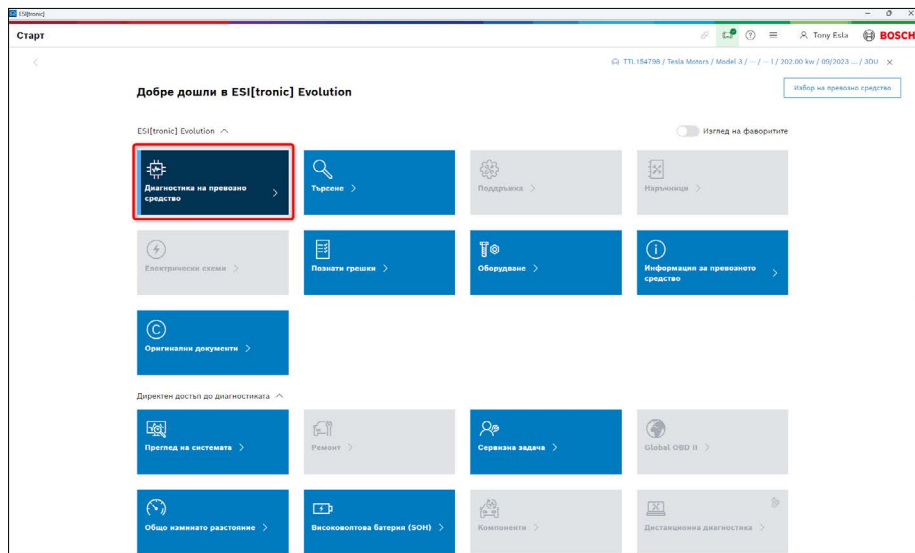 ESI[tronic]
Старт
Tony Esla
BOSCH
TTL154798 / Tesla Motors / Model 3 / -- / -- l / 202.00 kw / 09/2023 ... / 3DU
Добре дошли в ESI[tronic] Evolution
Избор на превозно средство
ESI[tronic] Evolution
Изглед на фаворитите
Диагностика на превозно
средство
Търсене
Поддръжка
Наръчници
Електрически схеми
Познати грешки
Оборудване
Информация за превозното
средство
Оригинални документи
Директен достъп до диагностиката
Преглед на системата
Ремонт
Сервизна задача
Global OBD II
Общо наминато разстояние
Високоволтова батерия (SOH)
Компоненти
Дистанционна диагностика